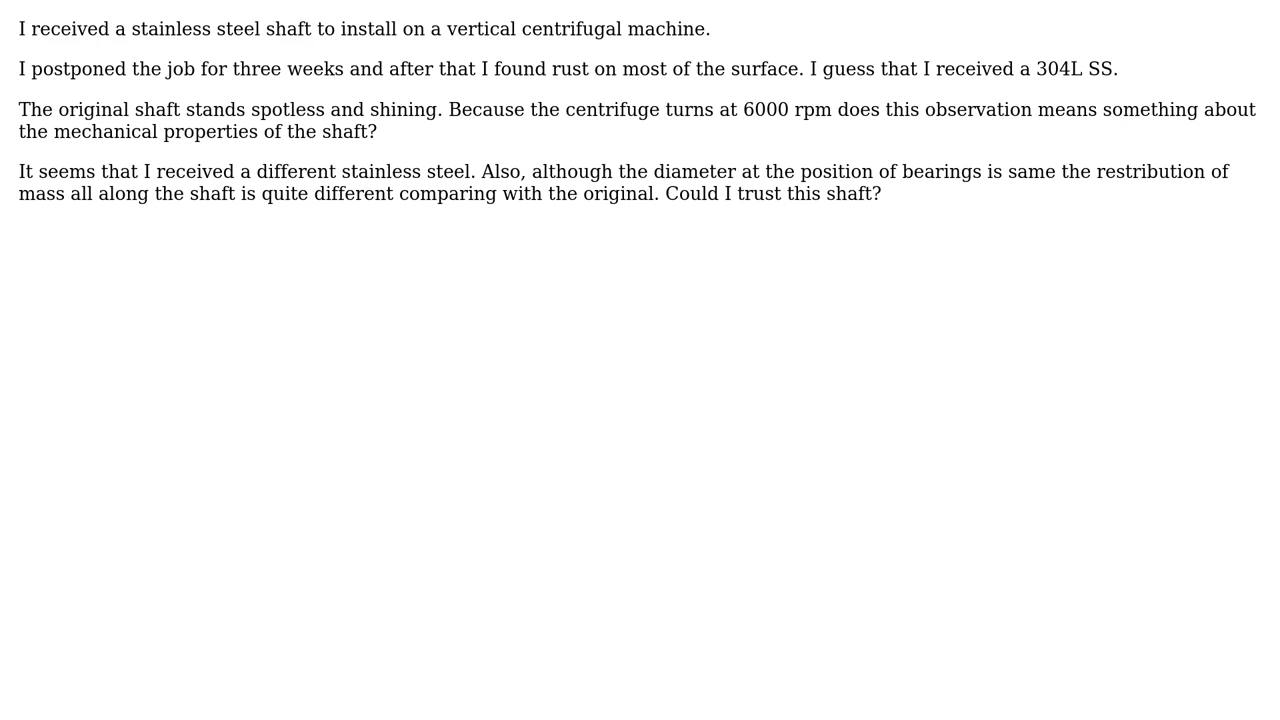 I received a stainless steel shaft to install on a vertical centrifugal machine.
I postponed the job for three weeks and after that I found rust on most of the surface. I guess that I received a 304L SS.
The original shaft stands spotless and shining. Because the centrifuge turns at 6000 rpm does this observation means something about
the mechanical properties of the shaft?
It seems that I received a different stainless steel. Also, although the diameter at the position of bearings is same the restribution of
mass all along the shaft is quite different comparing with the original. Could I trust this shaft?